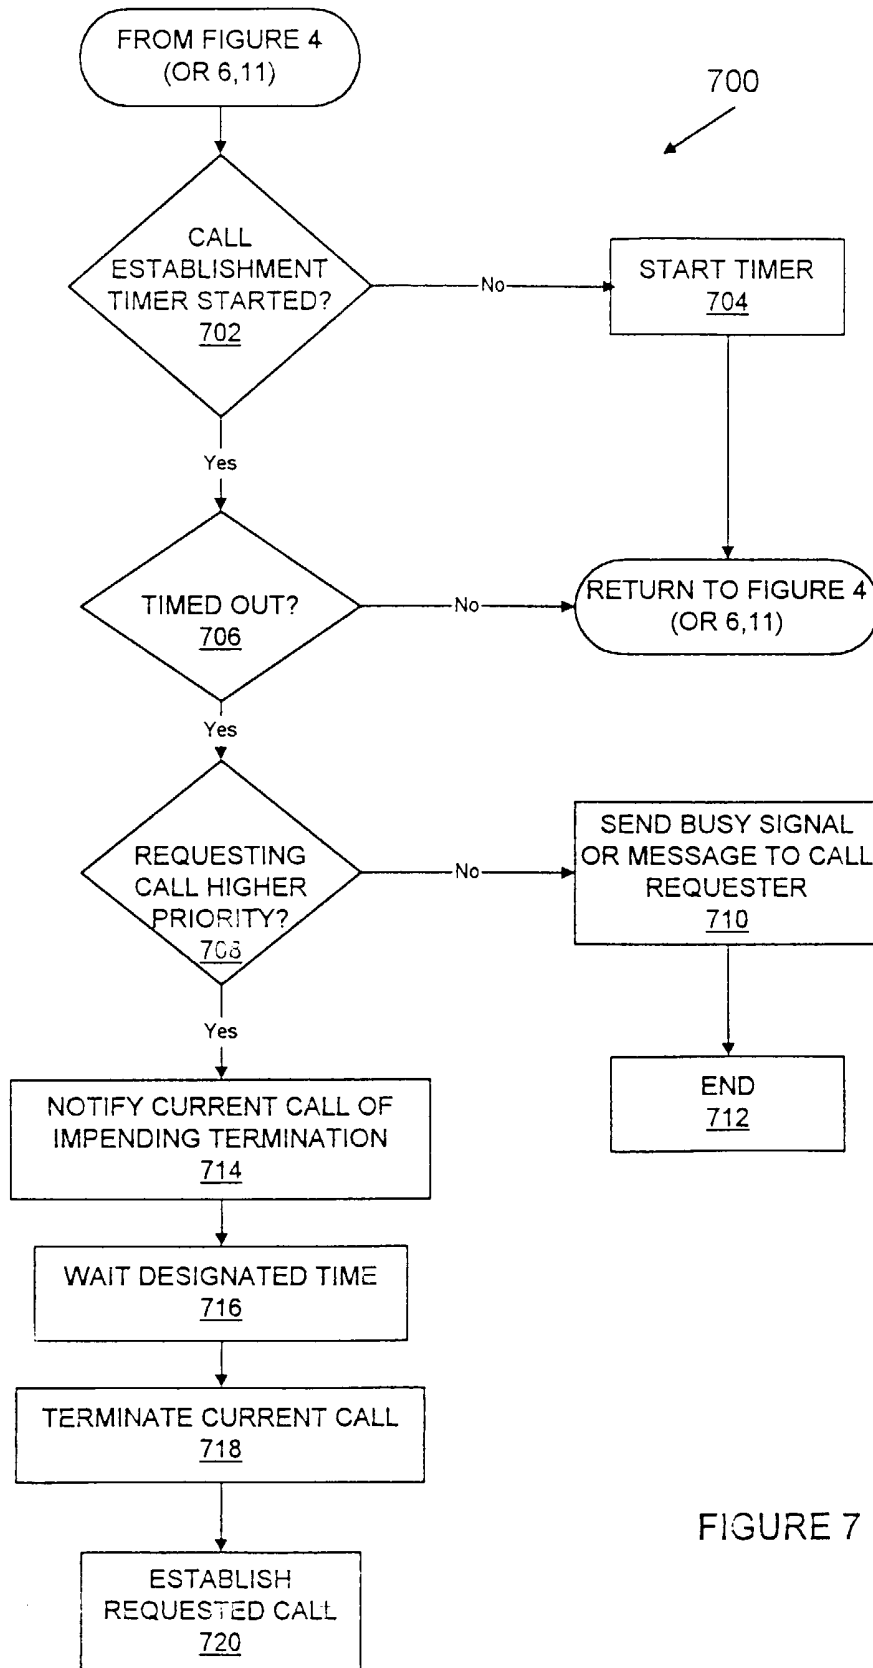 FROM FIGURE 4
(OR 6,11)
700
CALL
ESTABLISHMENT
TIMER STARTED?
702
No
START TIMER
704
Yes
TIMED OUT?
706
No
RETURN TO FIGURE 4
(OR 6,11)
Yes
REQUESTING
CALL HIGHER
PRIORITY?
708
No
SEND BUSY SIGNAL
OR MESSAGE TO CALL
REQUESTER
710
Yes
END
712
NOTIFY CURRENT CALL OF
IMPENDING TERMINATION
714
WAIT DESIGNATED TIME
716
TERMINATE CURRENT CALL
718
FIGURE 7
ESTABLISH
REQUESTED CALL
720